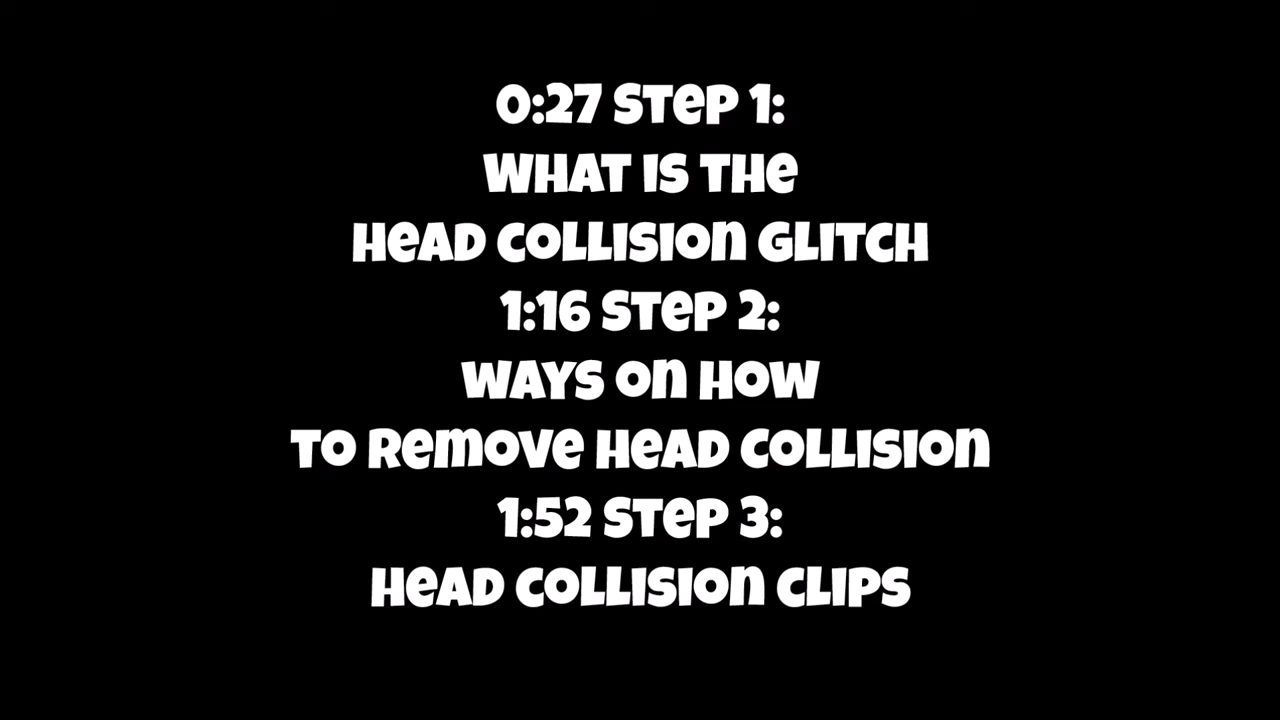 0:27 Step 1:
What is the
Head Collision Glitch
1:16 Step 2:
Ways on how
to Remove Head Collision
1:52 Step 3:
Head Collision Clips